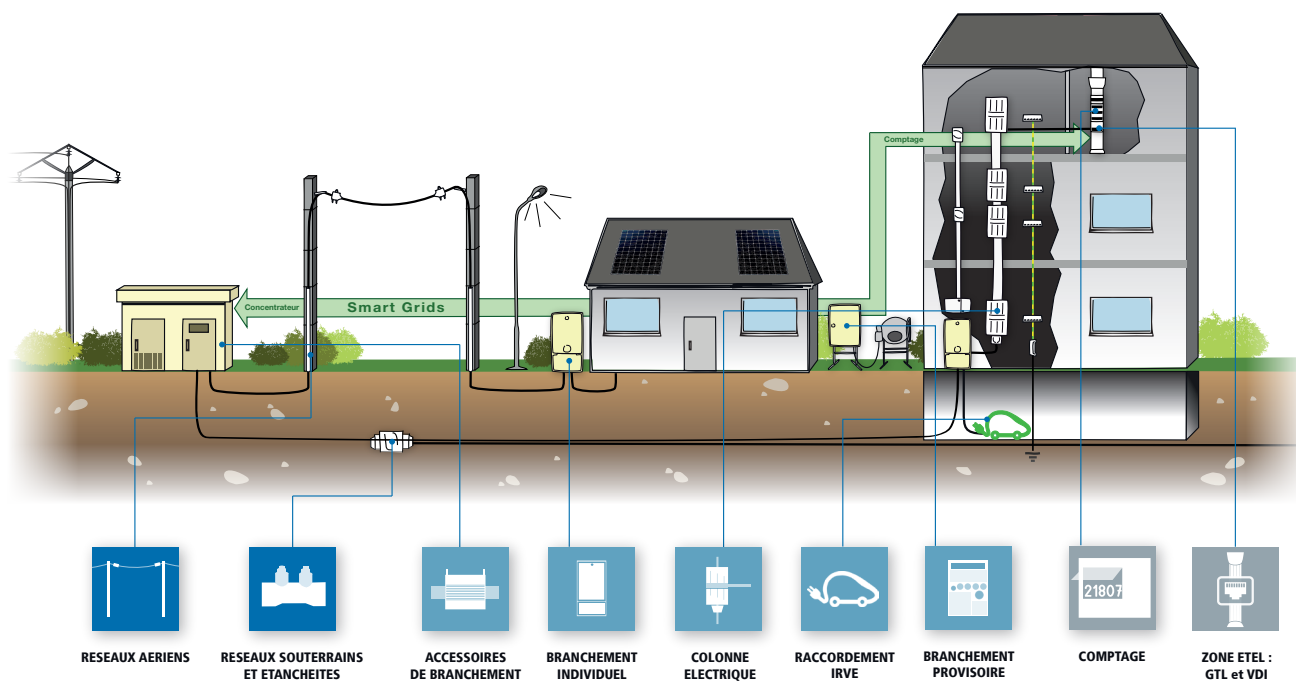 Comptage
Concentrateur
Smart Grids
21807
RESEAUX AERIENS
RESEAUX SOUTERRAINS
ET ETANCHEITES
ACCESSOIRES
DE BRANCHEMENT
BRANCHEMENT
INDIVIDUEL
COLONNE
ELECTRIQUE
RACCORDEMENT
IRVE
BRANCHEMENT
PROVISOIRE
COMPTAGE
ZONE ETEL :
GTL et VDI